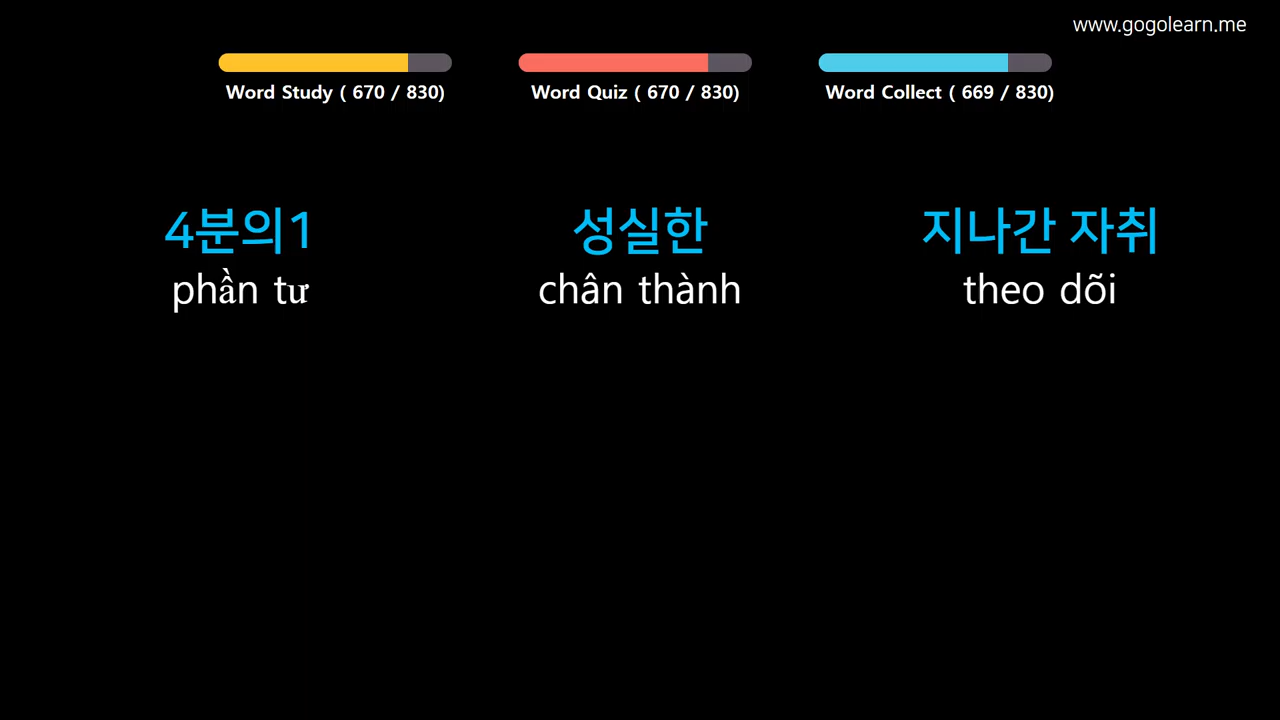 www.gogolearn.me
Word Study ( 670 / 830)
Word Quiz ( 670 / 830)
Word Collect ( 669 / 830)
4분의1
phần tư
성실한
chân thành
지나간 자취
theo dõi